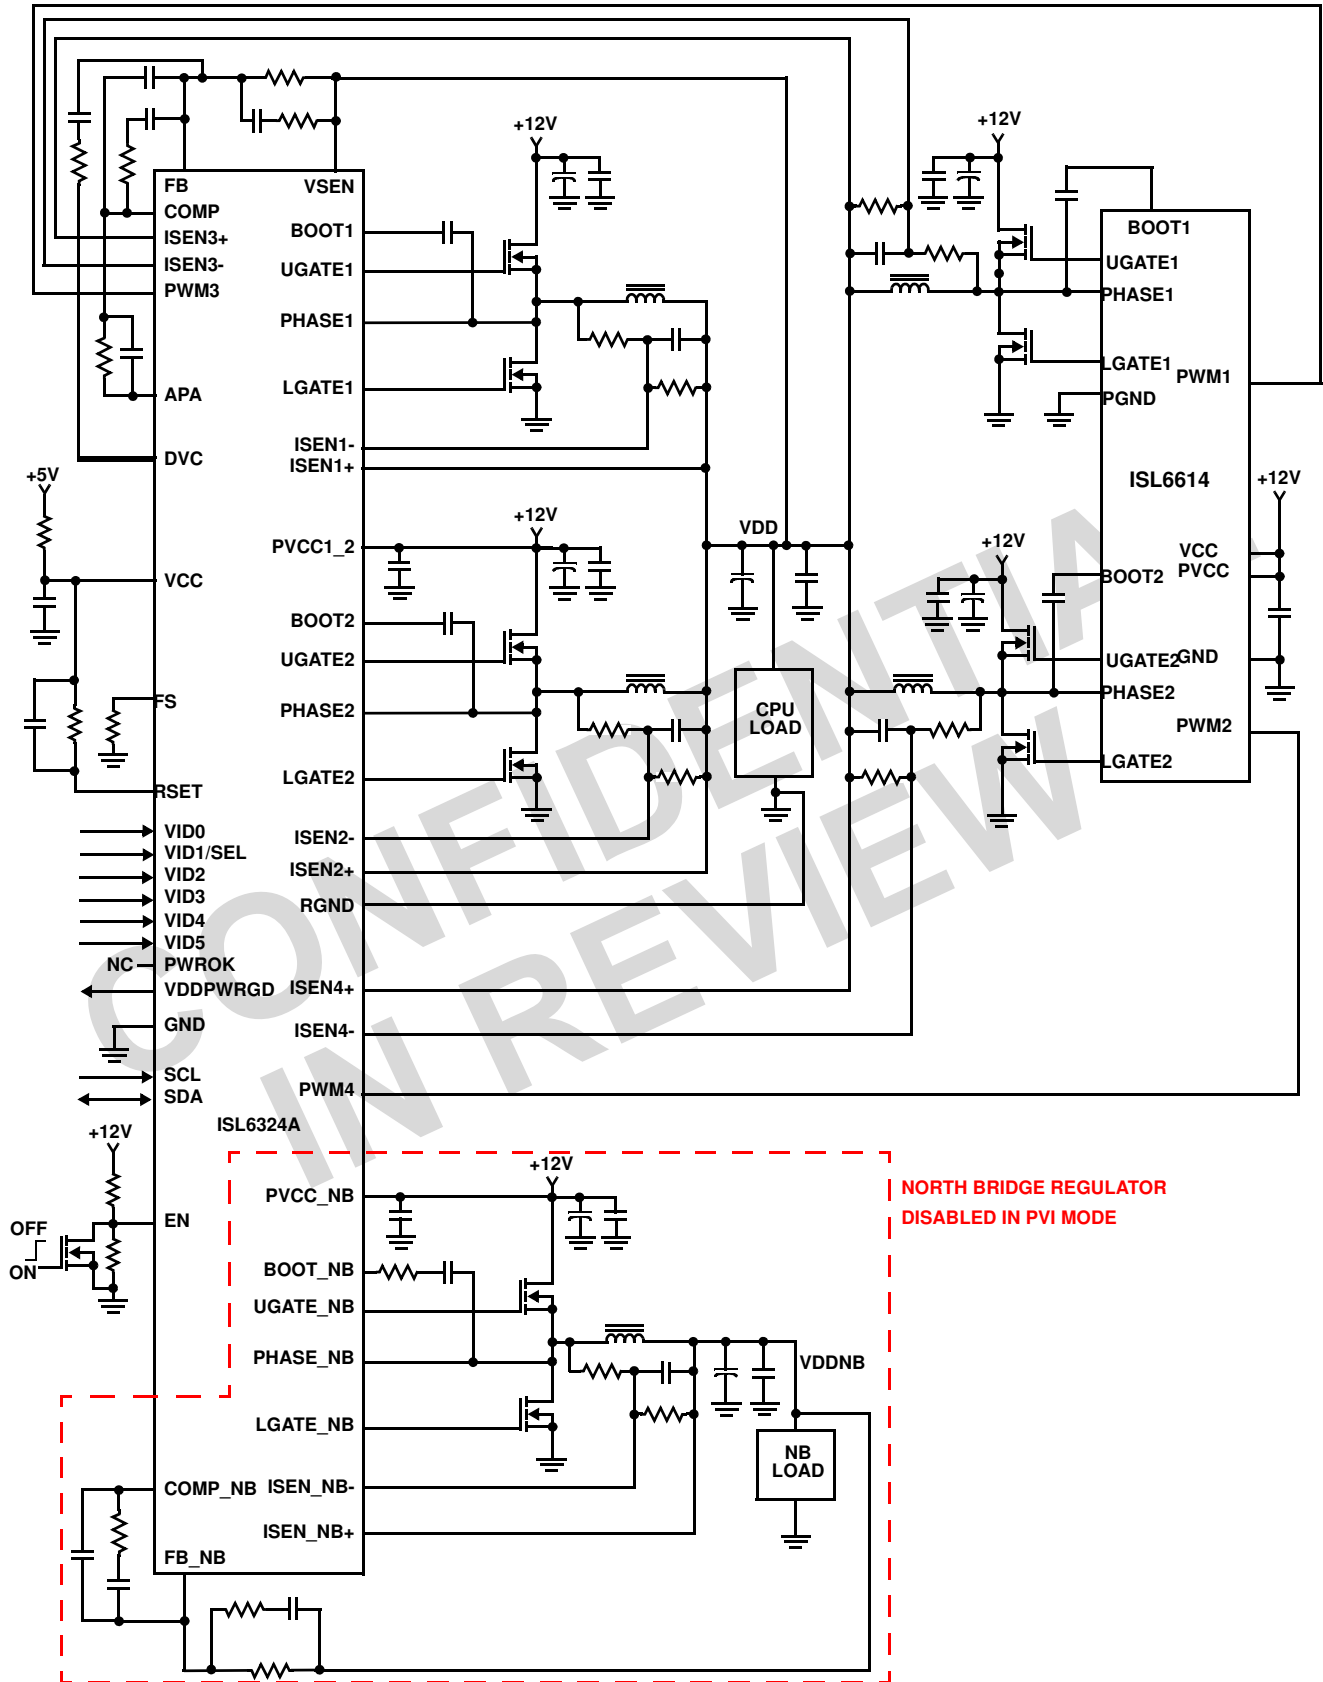 +12V
+12V
FB
VSEN
COMP
ISEN3+
ISEN3-
PWM3
BOOT1
UGATE1
PHASE1
LGATE1
APA
ISEN1-
ISEN1+
DVC
BOOT1
UGATE1
PHASE1
LGATE1
PWM1
PGND
ISL6614
+12V
+5V
+12V
VDD
PVCC1_2
VCC
+12V
VCC
PVCC
BOOT2
BOOT2
UGATE2
UGATE2
GND
FS
PHASE2
PHASE2
CPU
LOAD
PWM2
LGATE2
LGATE2
RSET
VID0
VID1/SEL
VID2
VID3
VID4
VID5
NC
PWROK
VDDPWRGD
GND
SCL
SDA
ISEN2-
ISEN2+
RGND
ISEN4+
ISEN4-
PWM4
ISL6324A
CONFIDENTIAL
IN REVIEW
+12V
+12V
PVCC_NB
NORTH BRIDGE REGULATOR
DISABLED IN PVI MODE
EN
OFF
ON
BOOT_NB
UGATE_NB
PHASE_NB
VDDNB
LGATE_NB
NB
LOAD
COMP_NB
ISEN_NB-
ISEN_NB+
FB_NB